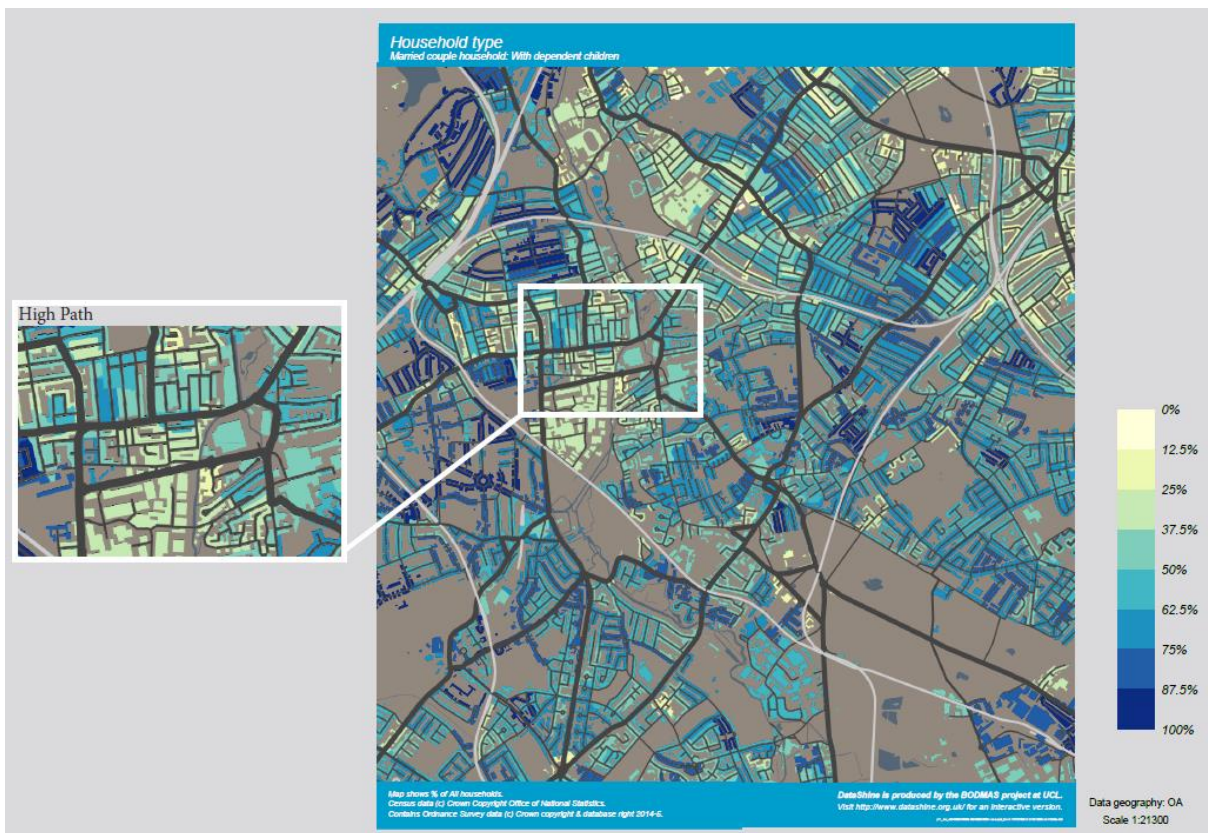 Household type
Married couple household: With dependent children
High Path
0%
12.5%
25%
37.5%
50%
62.5%
75%
87.5%
100%
Map shows % of All households.
Census data (c) Crown Copyright Office of National Statistics.
Contains Ordnance Survey data (c) Crown copyright & database right 2014-5.
DataShine is produced by the BODMAS project at UCL.
Visit http://www.datashine.org.uk/ for an interactive version.
Data geography: OA
Scale 1:21300